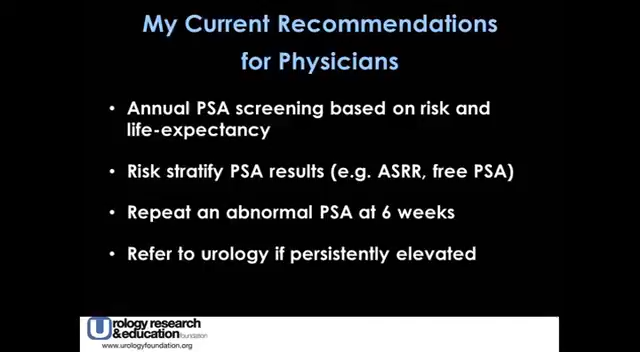 My Current Recommendations
for Physicians
• Annual PSA screening based on risk and
life-expectancy
• Risk stratify PSA results (e.g. ASRR, free PSA)
• Repeat an abnormal PSA at 6 weeks
• Refer to urology if persistently elevated
Urology research
&education foundation
www.urologyfoundation.org